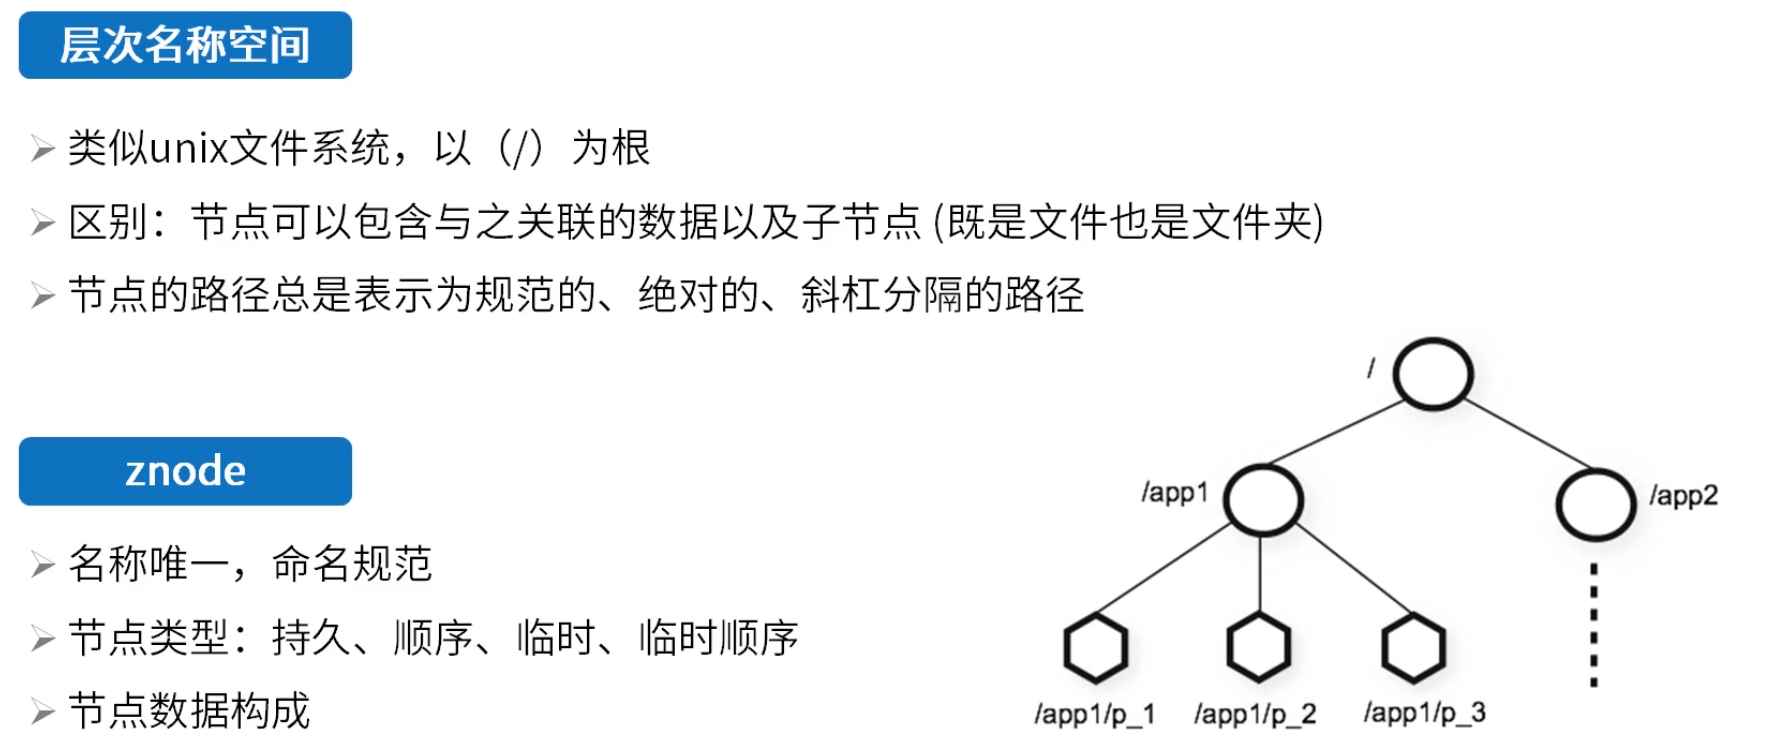 层次名称空间
类似unix文件系统，以（/）为根
区别：节点可以包含与之关联的数据以及子节点 (既是文件也是文件夹)
节点的路径总是表示为规范的、绝对的、斜杠分隔的路径
/
/app1
/app2
/app1/p_1
/app1/p_2
/app1/p_3
znode
名称唯一，命名规范
节点类型：持久、顺序、临时、临时顺序
节点数据构成